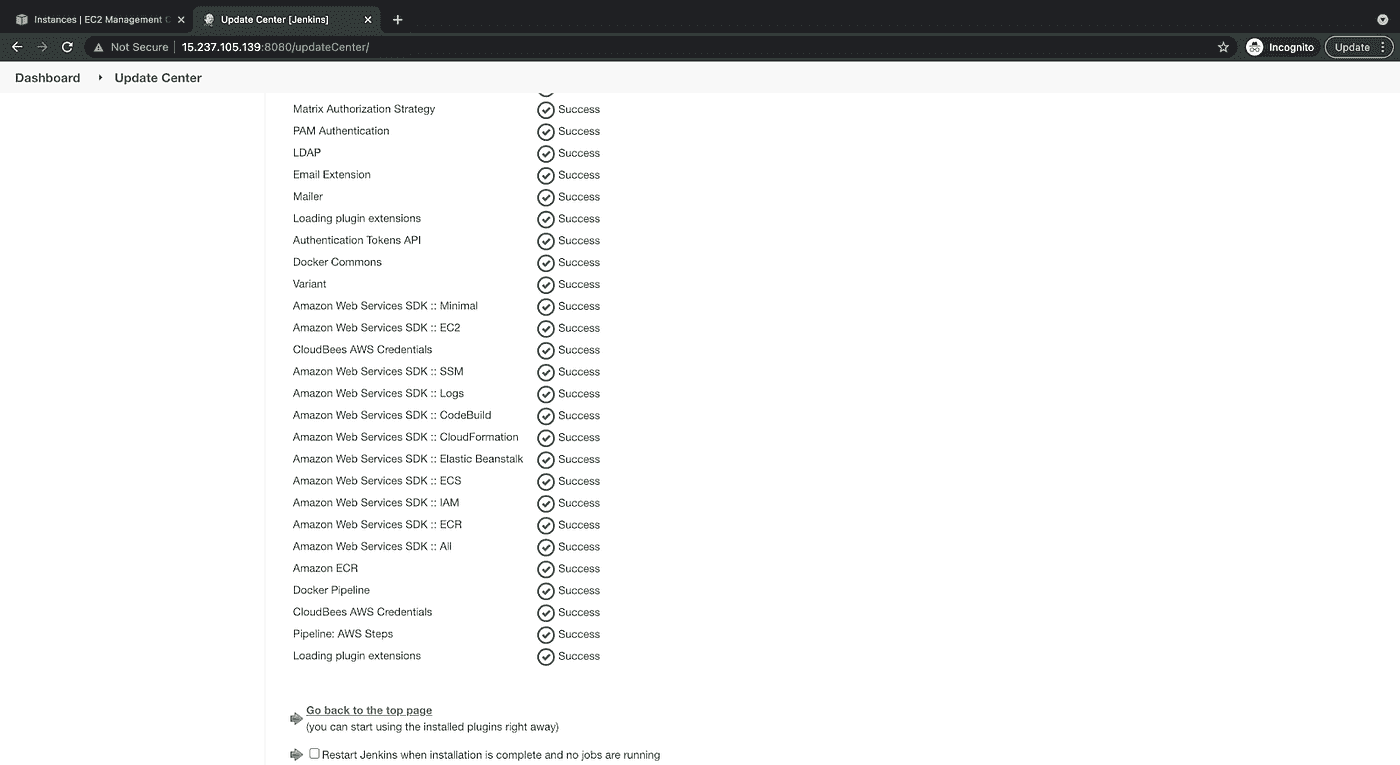 Instances | EC2 Management C
Update Center [Jenkins]
Not Secure
15.237.105.139:8080/updateCenter/
Incognito
Update
Dashboard
Update Center
Matrix Authorization Strategy Success
PAM Authentication Success
LDAP Success
Email Extension Success
Mailer Success
Loading plugin extensions Success
Authentication Tokens API Success
Docker Commons Success
Variant Success
Amazon Web Services SDK :: Minimal Success
Amazon Web Services SDK :: EC2 Success
CloudBees AWS Credentials Success
Amazon Web Services SDK :: SSM Success
Amazon Web Services SDK :: Logs Success
Amazon Web Services SDK :: CodeBuild Success
Amazon Web Services SDK :: CloudFormation Success
Amazon Web Services SDK :: Elastic Beanstalk Success
Amazon Web Services SDK :: ECS Success
Amazon Web Services SDK :: IAM Success
Amazon Web Services SDK :: ECR Success
Amazon Web Services SDK :: All Success
Amazon ECR Success
Docker Pipeline Success
CloudBees AWS Credentials Success
Pipeline: AWS Steps Success
Loading plugin extensions Success
Go back to the top page
(you can start using the installed plugins right away)
Restart Jenkins when installation is complete and no jobs are running